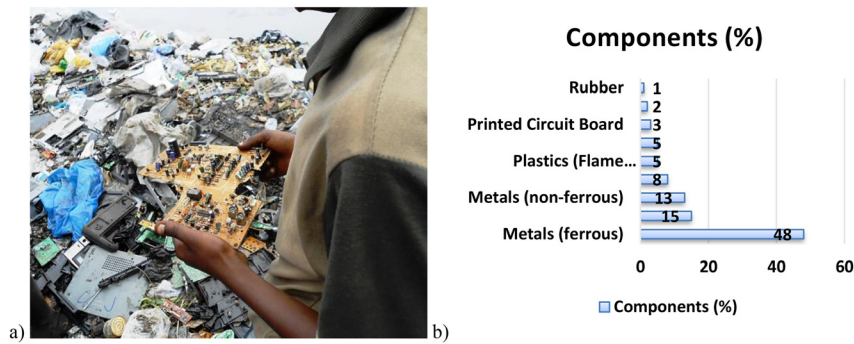 a)
b)
Components (%)
Rubber 1
2
Printed Circuit Board 3
5
Plastics (Flame... 5
8
Metals (non-ferrous) 13
15
Metals (ferrous) 48
0 20 40 60
Components (%)